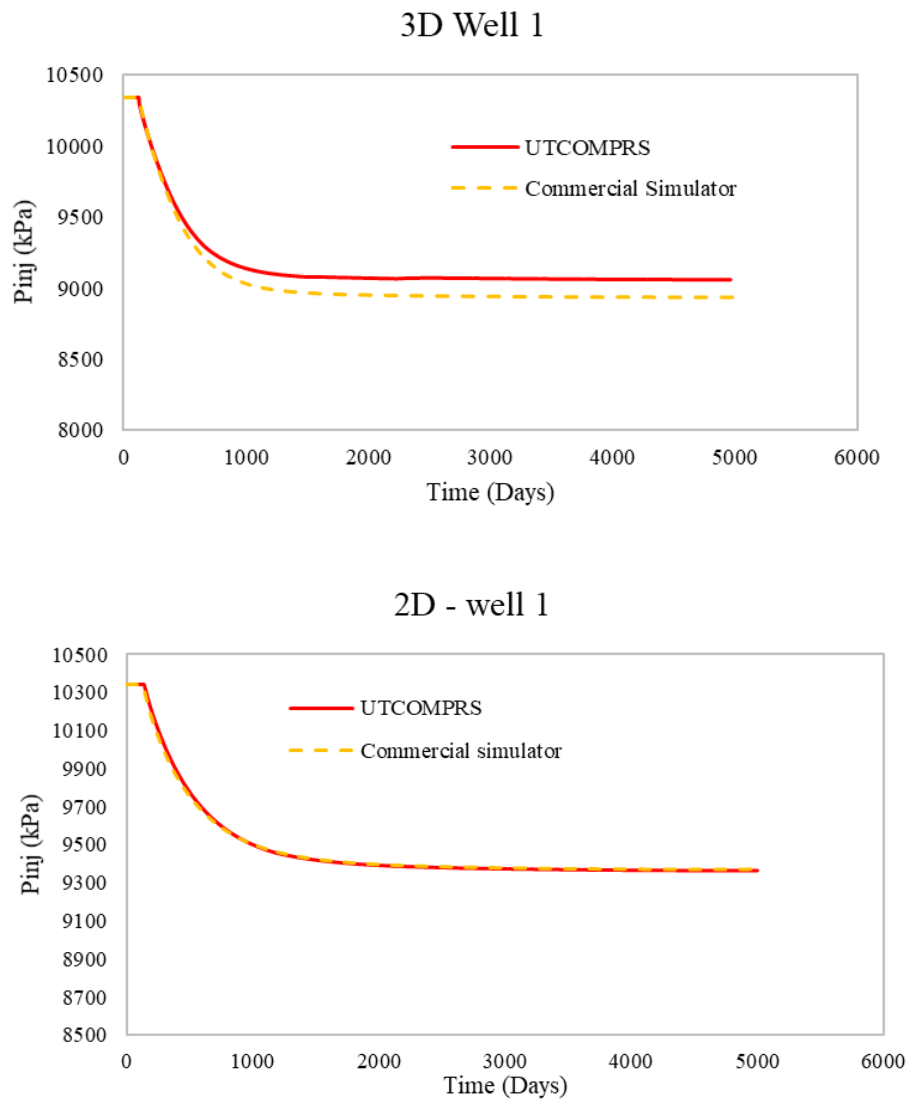 3D Well 1
10500
10000
9500
9000
8500
8000
Pinj (kPa)
UTCOMPRS
Commercial Simulator
0 1000 2000 3000 4000 5000 6000
Time (Days)
2D - well 1
10500
10300
10100
9900
9700
9500
9300
9100
8900
8700
8500
Pinj (kPa)
UTCOMPRS
Commercial simulator
0 1000 2000 3000 4000 5000 6000
Time (Days)